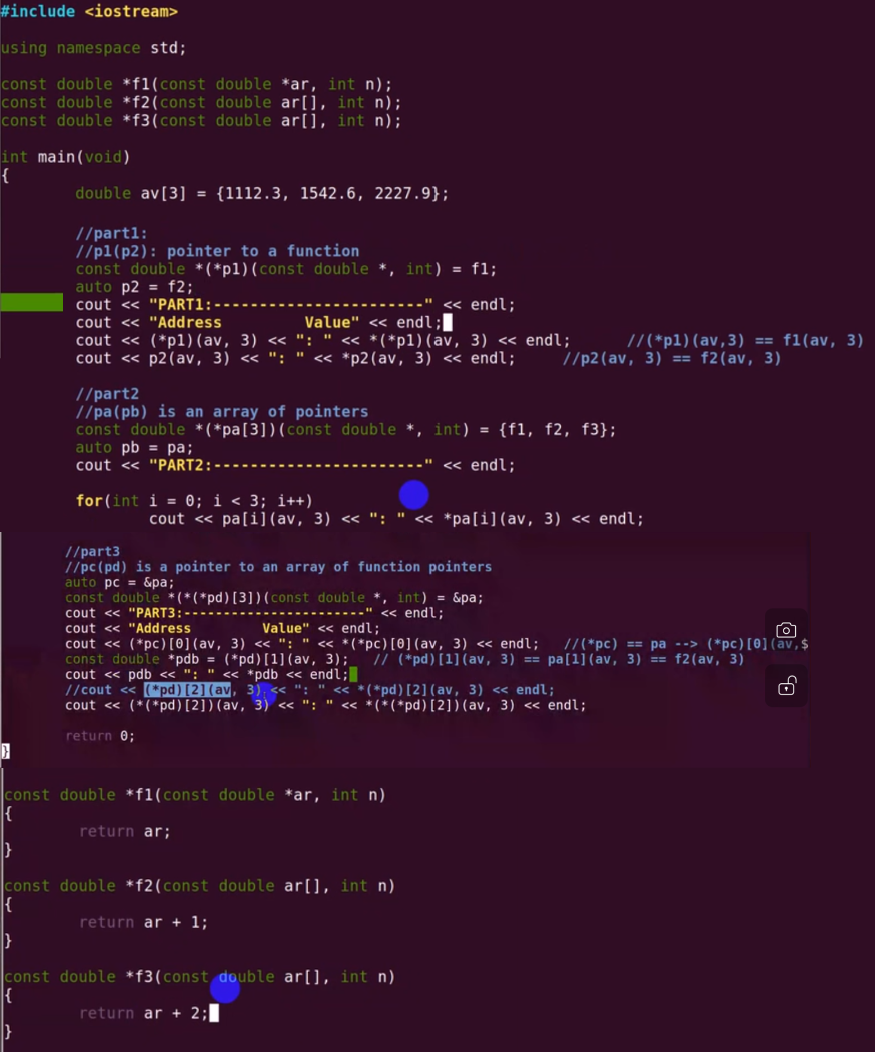 #include <iostream>
using namespace std;
const double *f1(const double *ar, int n);
const double *f2(const double ar[], int n);
const double *f3(const double ar[], int n);
int main(void)
{
double av[3] = {1112.3, 1542.6, 2227.9};
//part1:
//p1(p2): pointer to a function
const double *(*p1)(const double *, int) = f1;
auto p2 = f2;
cout << "PART1:-----------------------" << endl;
cout << "Address         Value" << endl;
cout << (*p1)(av, 3) << ": " << *(*p1)(av, 3) << endl;      //(*p1)(av,3) == f1(av, 3)
cout << p2(av, 3) << ": " << *p2(av, 3) << endl;     //p2(av, 3) == f2(av, 3)
//part2
//pa(pb) is an array of pointers
const double *(*pa[3])(const double *, int) = {f1, f2, f3};
auto pb = pa;
cout << "PART2:-----------------------" << endl;
for(int i = 0; i < 3; i++)
cout << pa[i](av, 3) << ": " << *pa[i](av, 3) << endl;
//part3
//pc(pd) is a pointer to an array of function pointers
auto pc = &pa;
const double *(*(*pd)[3])(const double *, int) = &pa;
cout << "PART3:-----------------------" << endl;
cout << "Address         Value" << endl;
cout << (*pc)[0](av, 3) << ": " << *(*pc)[0](av, 3) << endl;   //(*pc) == pa --> (*pc)[0](av,$
const double *pdb = (*pd)[1](av, 3);   // (*pd)[1](av, 3) == pa[1](av, 3) == f2(av, 3)
cout << pdb << ": " << *pdb << endl;
//cout << (*pd)[2](av, 3) << ": " << *(*pd)[2](av, 3) << endl;
cout << (*(*pd)[2])(av, 3) << ": " << *(*(*pd)[2])(av, 3) << endl;
return 0;
}
const double *f1(const double *ar, int n)
{
return ar;
}
const double *f2(const double ar[], int n)
{
return ar + 1;
}
const double *f3(const double ar[], int n)
{
return ar + 2;
}